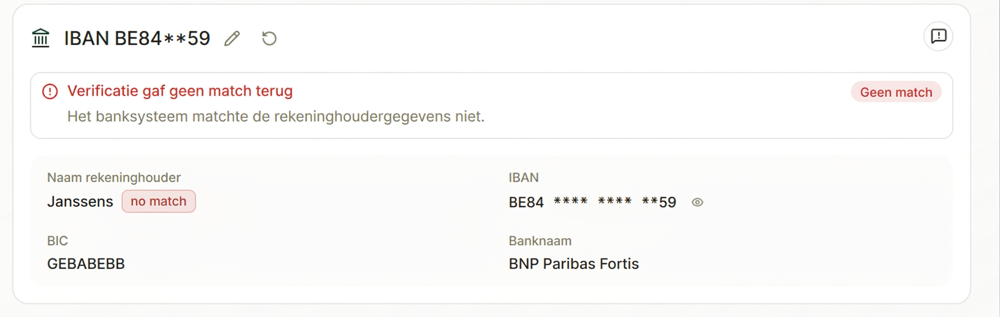 IBAN BE84**59
Verificatie gaf geen match terug
Geen match
Het banksysteem matchte de rekeninghoudergegevens niet.
Naam rekeninghouder
IBAN
Janssens no match
BE84 **** **** **59
BIC
Banknaam
GEBABEBB
BNP Paribas Fortis